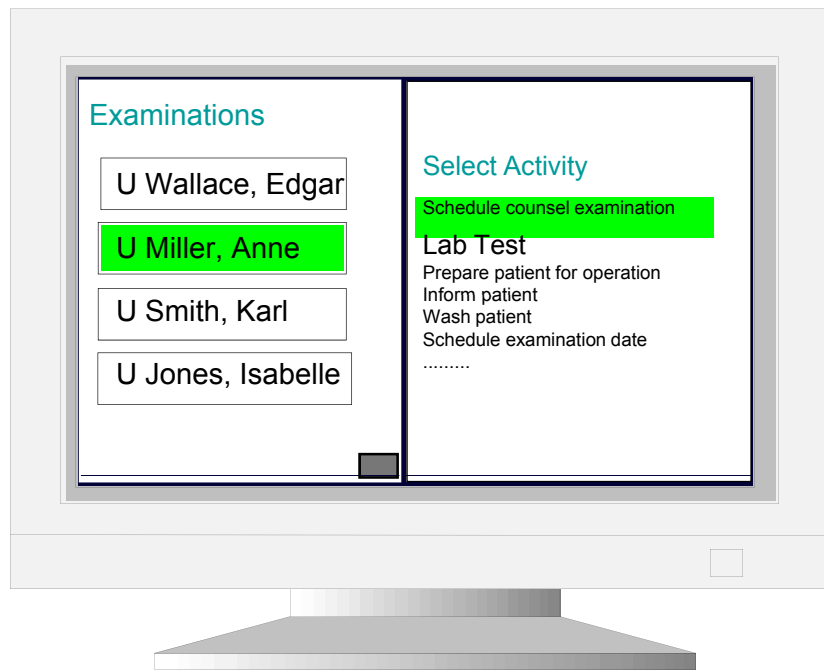 Examinations
U Wallace, Edgar
U Miller, Anne
U Smith, Karl
U Jones, Isabelle
Select Activity
Schedule counsel examination
Lab Test
Prepare patient for operation
Inform patient
Wash patient
Schedule examination date
.........